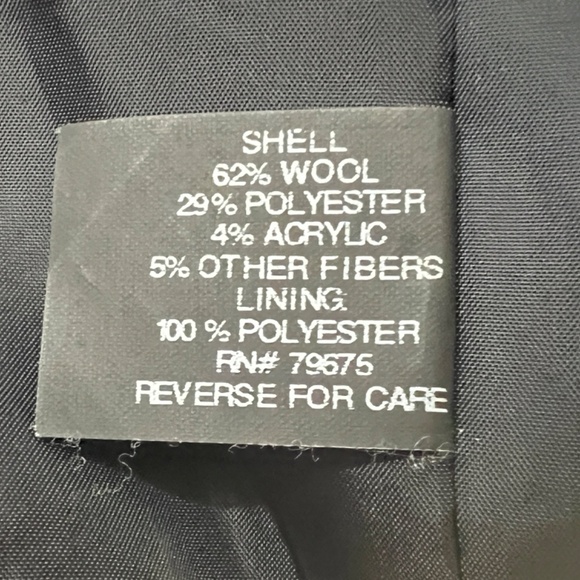 SHELL
62% WOOL
29% POLYESTER
4% ACRYLIC
5% OTHER FIBERS
LINING:
100 % POLYESTER
RN# 79675
REVERSE FOR CARE